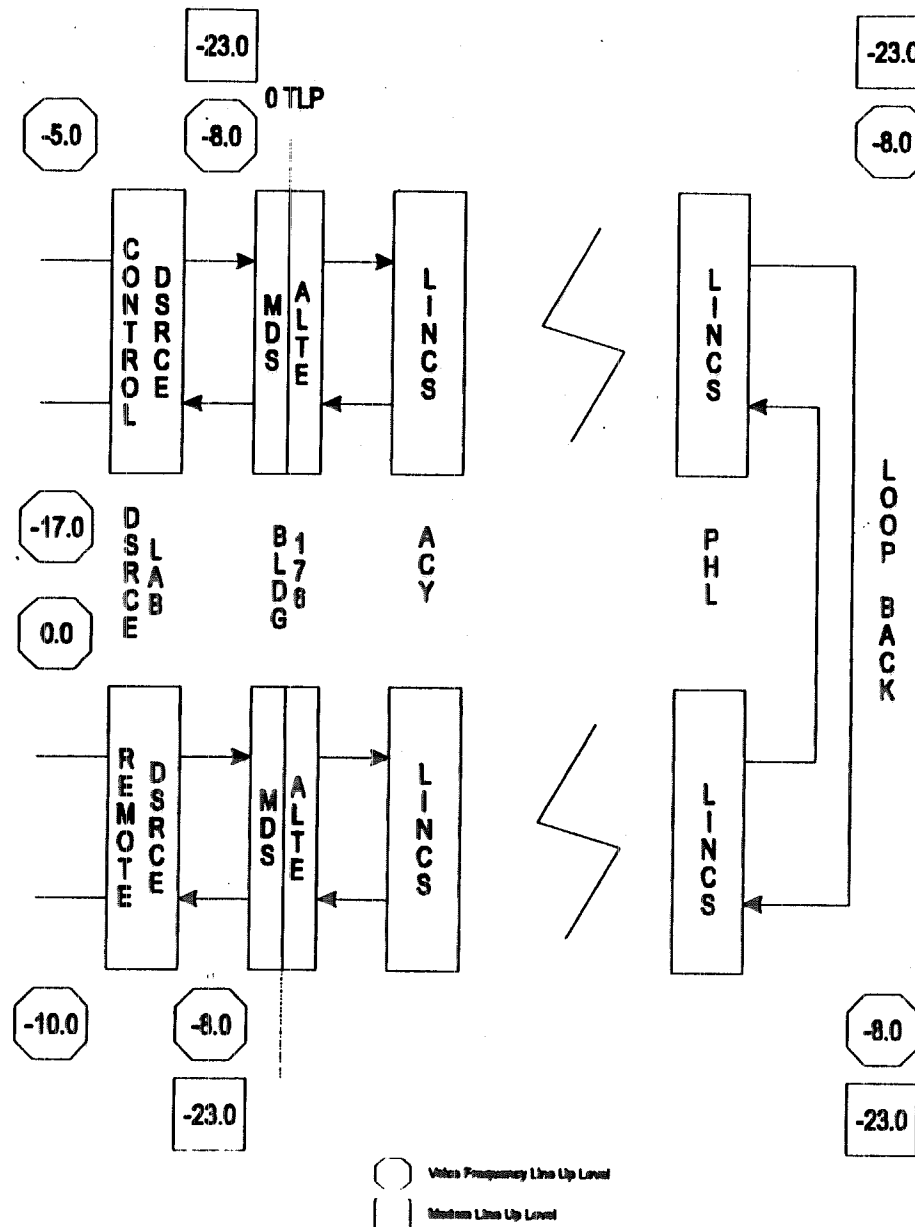 -23.0
-23.0
0 TLP
-5.0
-8.0
-8.0
CONTROL
DSRCE
MDS
ALTE
LINCS
LINCS
-17.0
DSRCE
LAB
BLDG
176
ACY
PHL
LOOP BACK
0.0
REMOTE
DSRCE
MDS
ALTE
LINCS
LINCS
-10.0
-8.0
-8.0
-23.0
-23.0
Voice Frequency Line Up Level
Modem Line Up Level